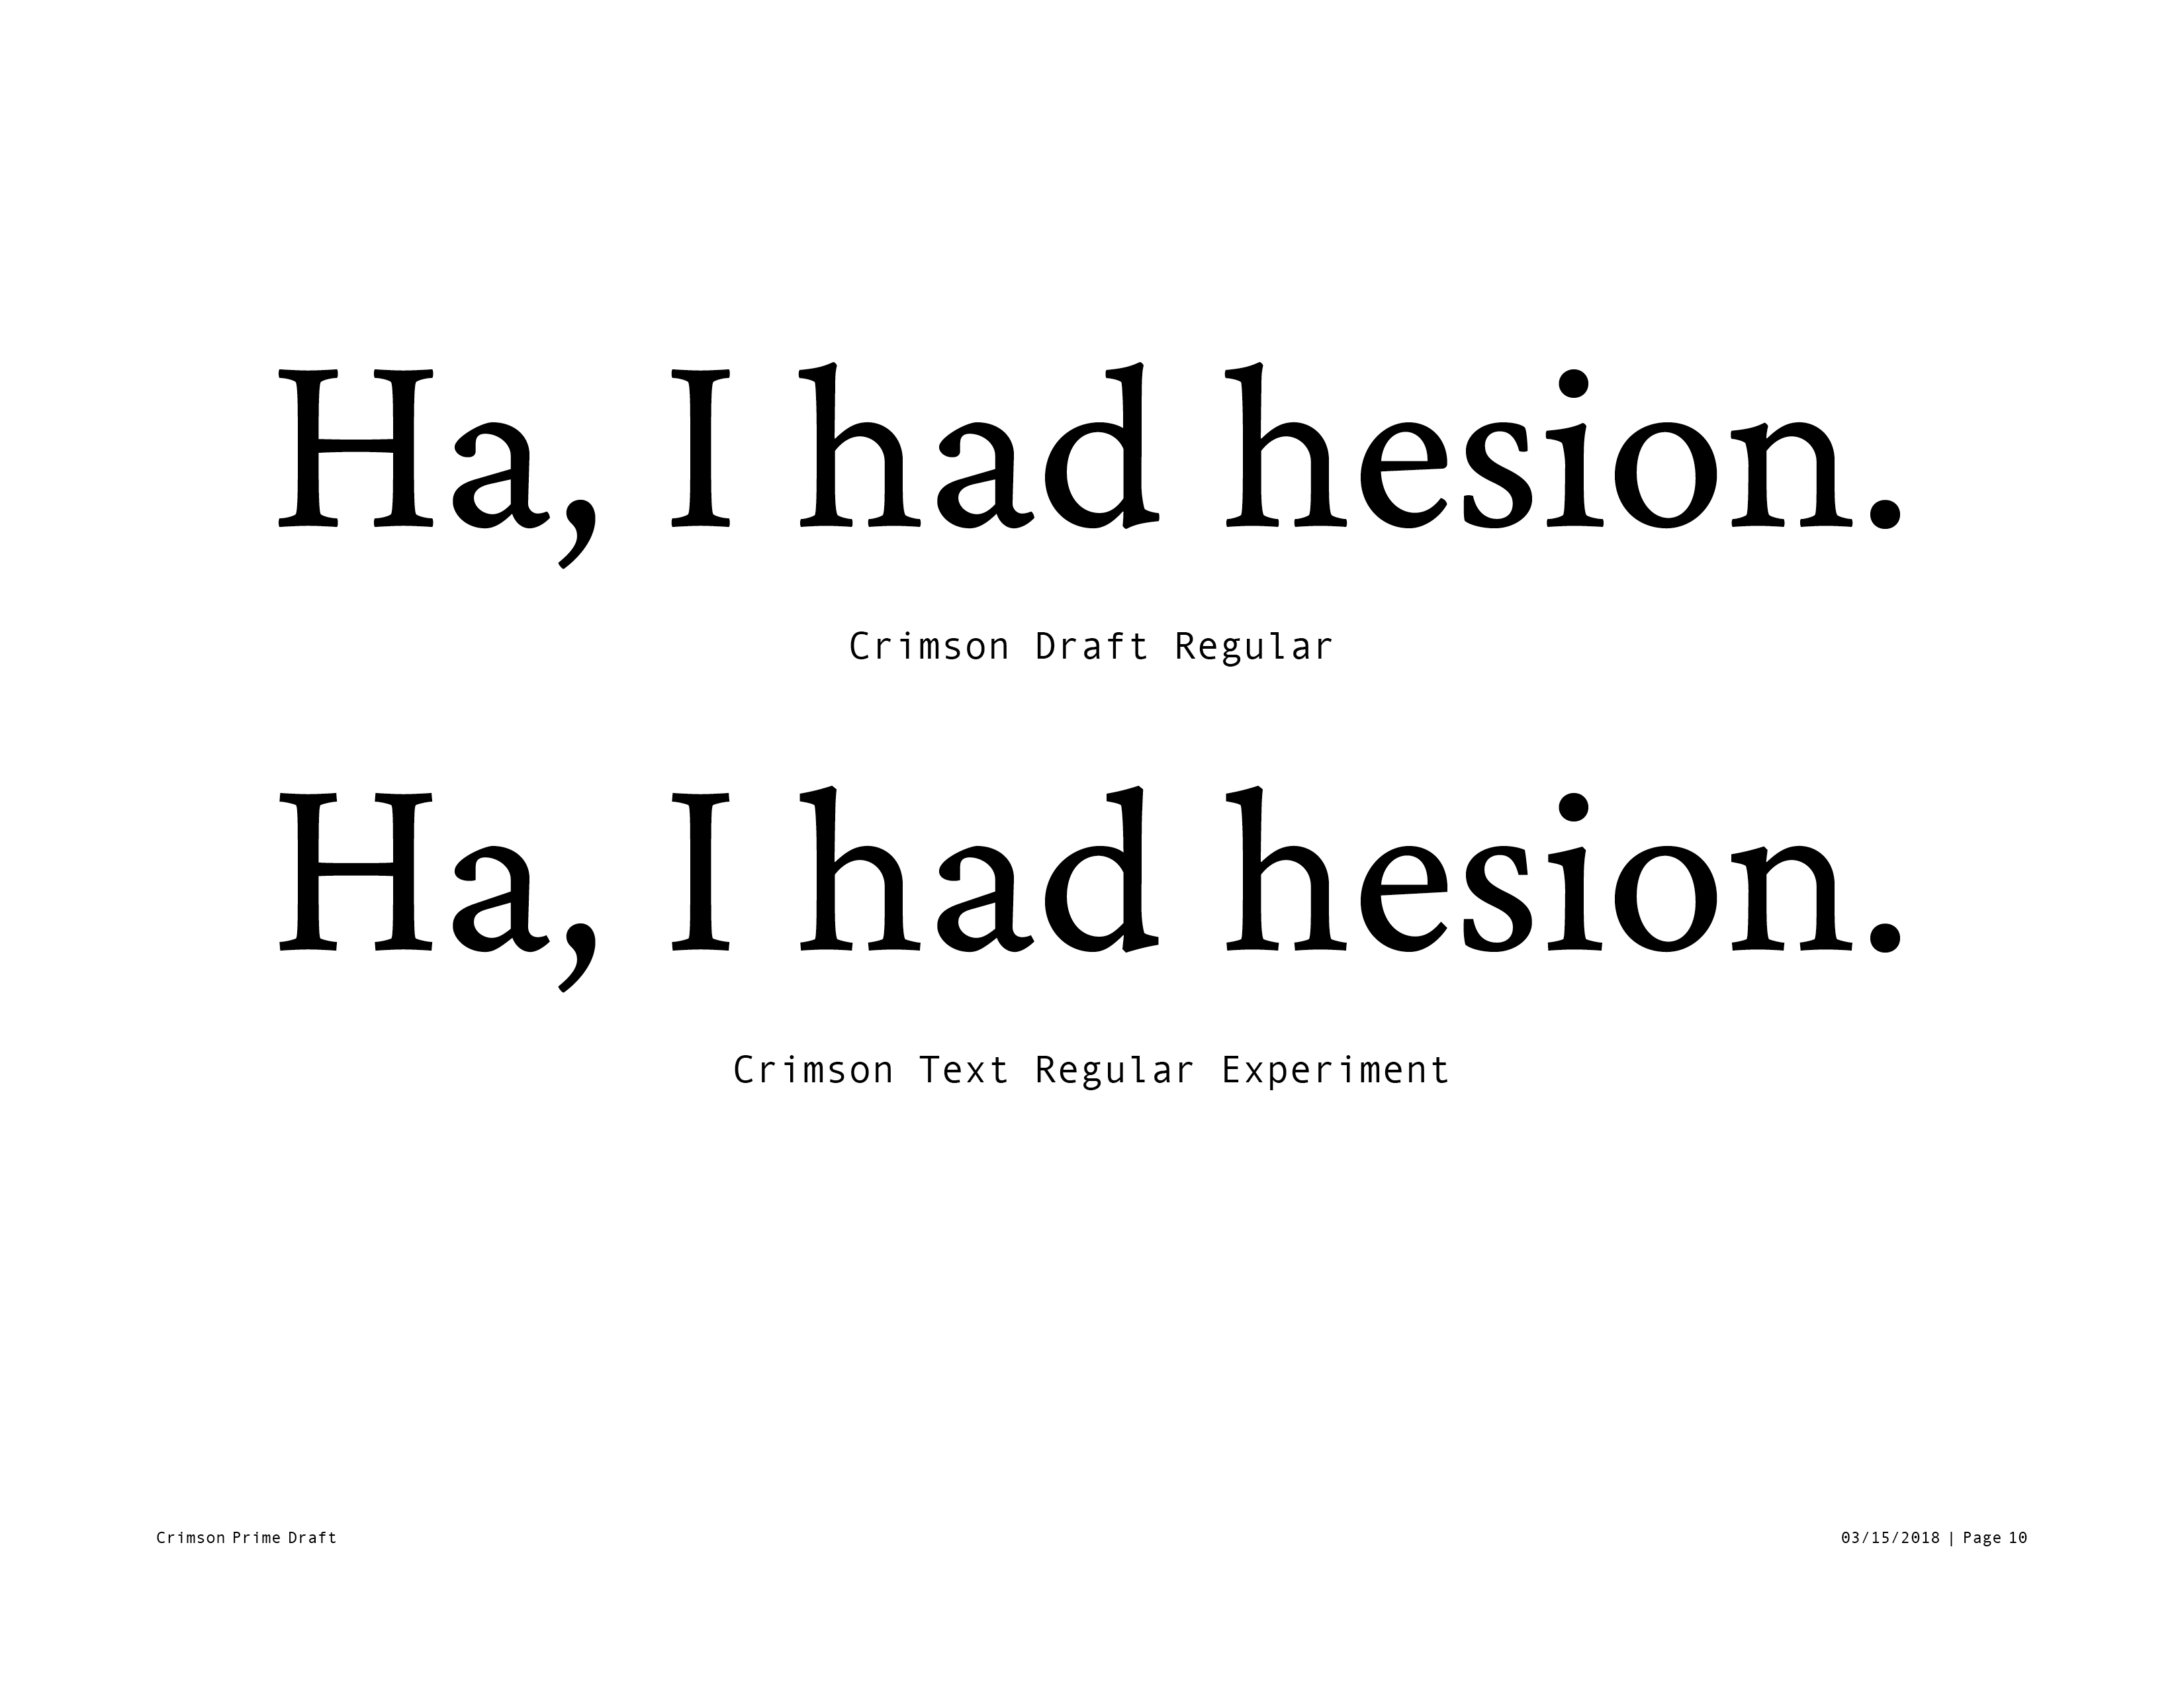 Ha, I had hesion.
Crimson Draft Regular
Ha, I had hesion.
Crimson Text Regular Experiment
Crimson Prime Draft
03/15/2018 | Page 10